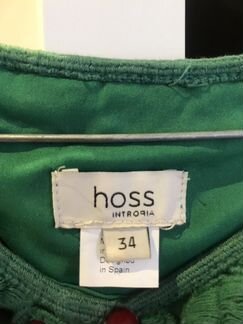 hoss
INTROPIA
34
Designed
in Spain